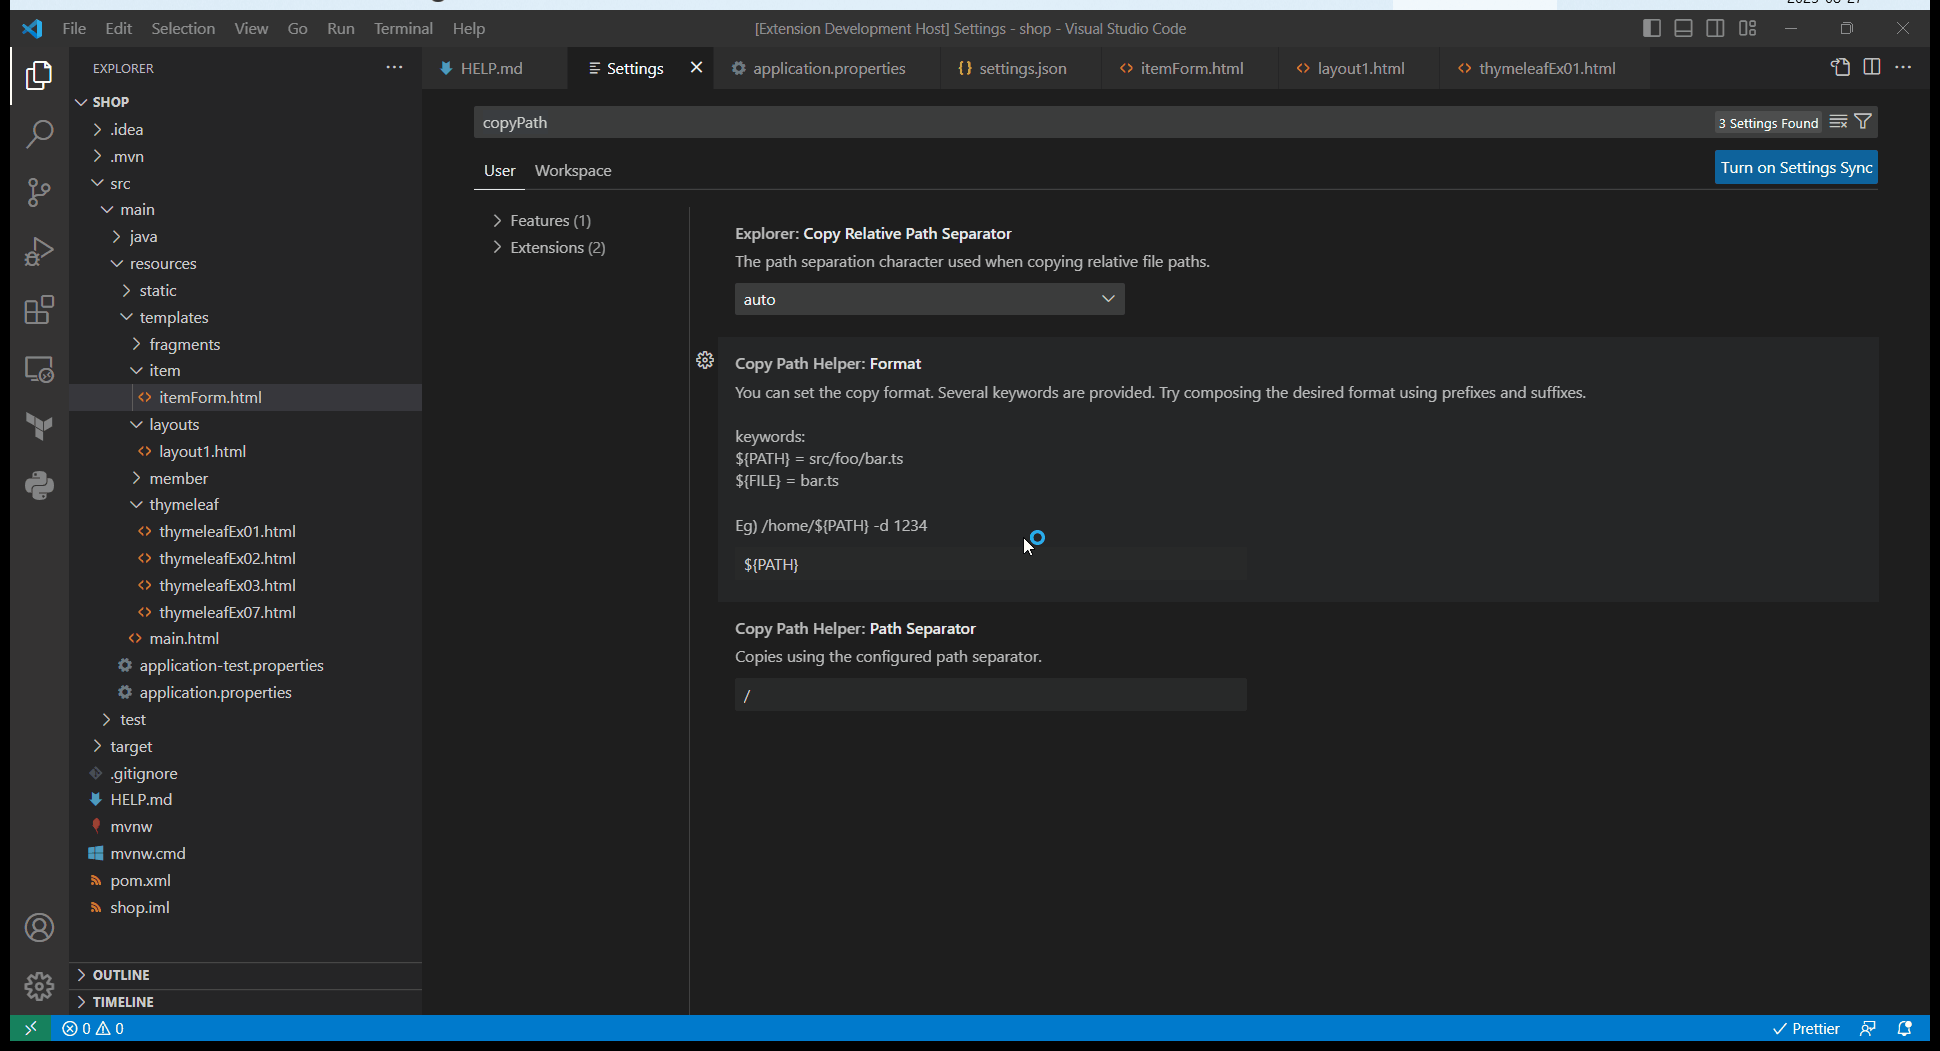 File Edit Selection View Go Run Terminal Help
[Extension Development Host] Settings - shop - Visual Studio Code
EXPLORER
HELP.md
Settings
application.properties
settings.json
itemForm.html
layout1.html
thymeleafEx01.html
SHOP
.idea
.mvn
src
main
java
resources
static
templates
fragments
item
itemForm.html
layouts
layout1.html
member
thymeleaf
thymeleafEx01.html
thymeleafEx02.html
thymeleafEx03.html
thymeleafEx07.html
main.html
application-test.properties
application.properties
test
target
.gitignore
HELP.md
mvnw
mvnw.cmd
pom.xml
shop.iml
OUTLINE
TIMELINE
copyPath
3 Settings Found
User Workspace
Turn on Settings Sync
Features (1)
Extensions (2)
Explorer: Copy Relative Path Separator
The path separation character used when copying relative file paths.
auto
Copy Path Helper: Format
You can set the copy format. Several keywords are provided. Try composing the desired format using prefixes and suffixes.
keywords:
${PATH} = src/foo/bar.ts
${FILE} = bar.ts
Eg) /home/${PATH} -d 1234
${PATH}
Copy Path Helper: Path Separator
Copies using the configured path separator.
/
0 0
Prettier